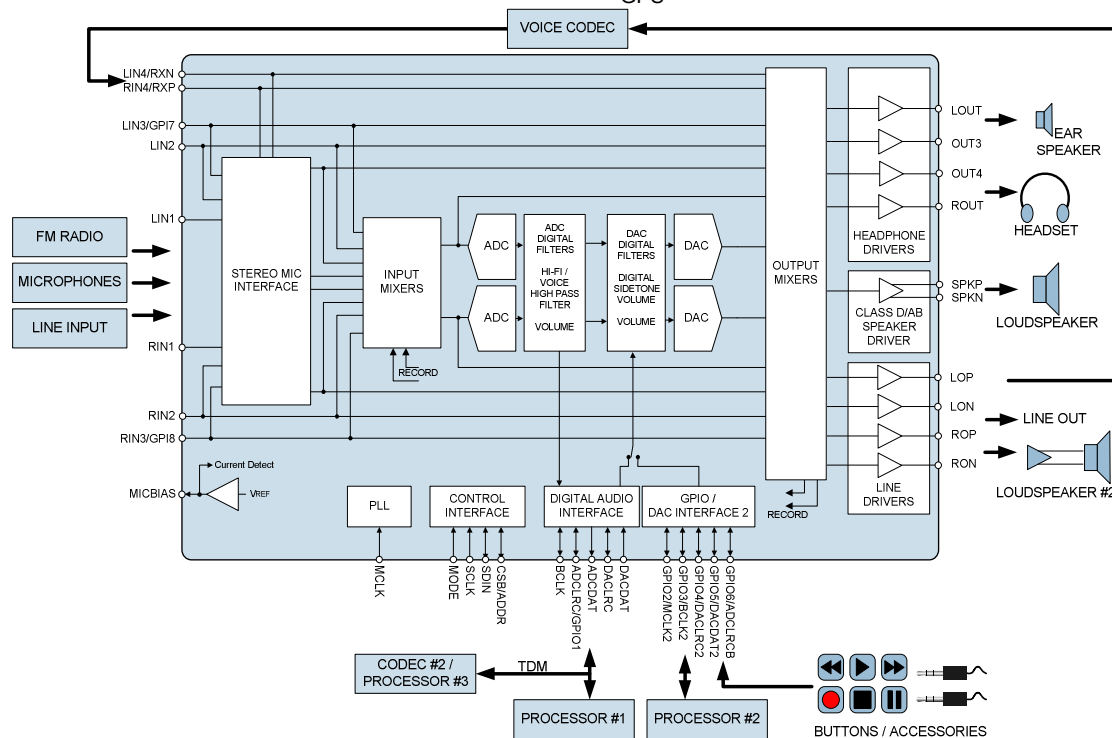 VOICE CODEC
LIN4/RXN
RIN4/RXP
LIN3/GPI7
LIN2
LIN1
RIN1
RIN2
RIN3/GPI8
MICBIAS
FM RADIO
MICROPHONES
LINE INPUT
STEREO MIC
INTERFACE
INPUT
MIXERS
RECORD
ADC
ADC
ADC
DIGITAL
FILTERS
HI-FI /
VOICE
HIGH PASS
FILTER
VOLUME
DAC
DIGITAL
FILTERS
DIGITAL
SIDETONE
VOLUME
VOLUME
DAC
DAC
OUTPUT
MIXERS
RECORD
HEADPHONE
DRIVERS
CLASS D/AB
SPEAKER
DRIVER
LINE
DRIVERS
LOUT
OUT3
OUT4
ROUT
SPKP
SPKN
LOP
LON
ROP
RON
EAR
SPEAKER
HEADSET
LOUDSPEAKER
LINE OUT
LOUDSPEAKER #2
Current Detect
VREF
PLL
CONTROL
INTERFACE
DIGITAL AUDIO
INTERFACE
GPIO /
DAC INTERFACE 2
MCLK
MODE
SCLK
SDIN
CSB/ADDR
BCLK
ADCLRC/GPIO1
ADCDAT
DACLRC
DACDAT
GPIO2/MCLK2
GPIO3/BCLK2
GPIO4/DACLRC2
GPIO5/DACDAT2
GPIO6/ADCLRCB
CODEC #2 /
PROCESSOR #3
TDM
PROCESSOR #1
PROCESSOR #2
BUTTONS / ACCESSORIES